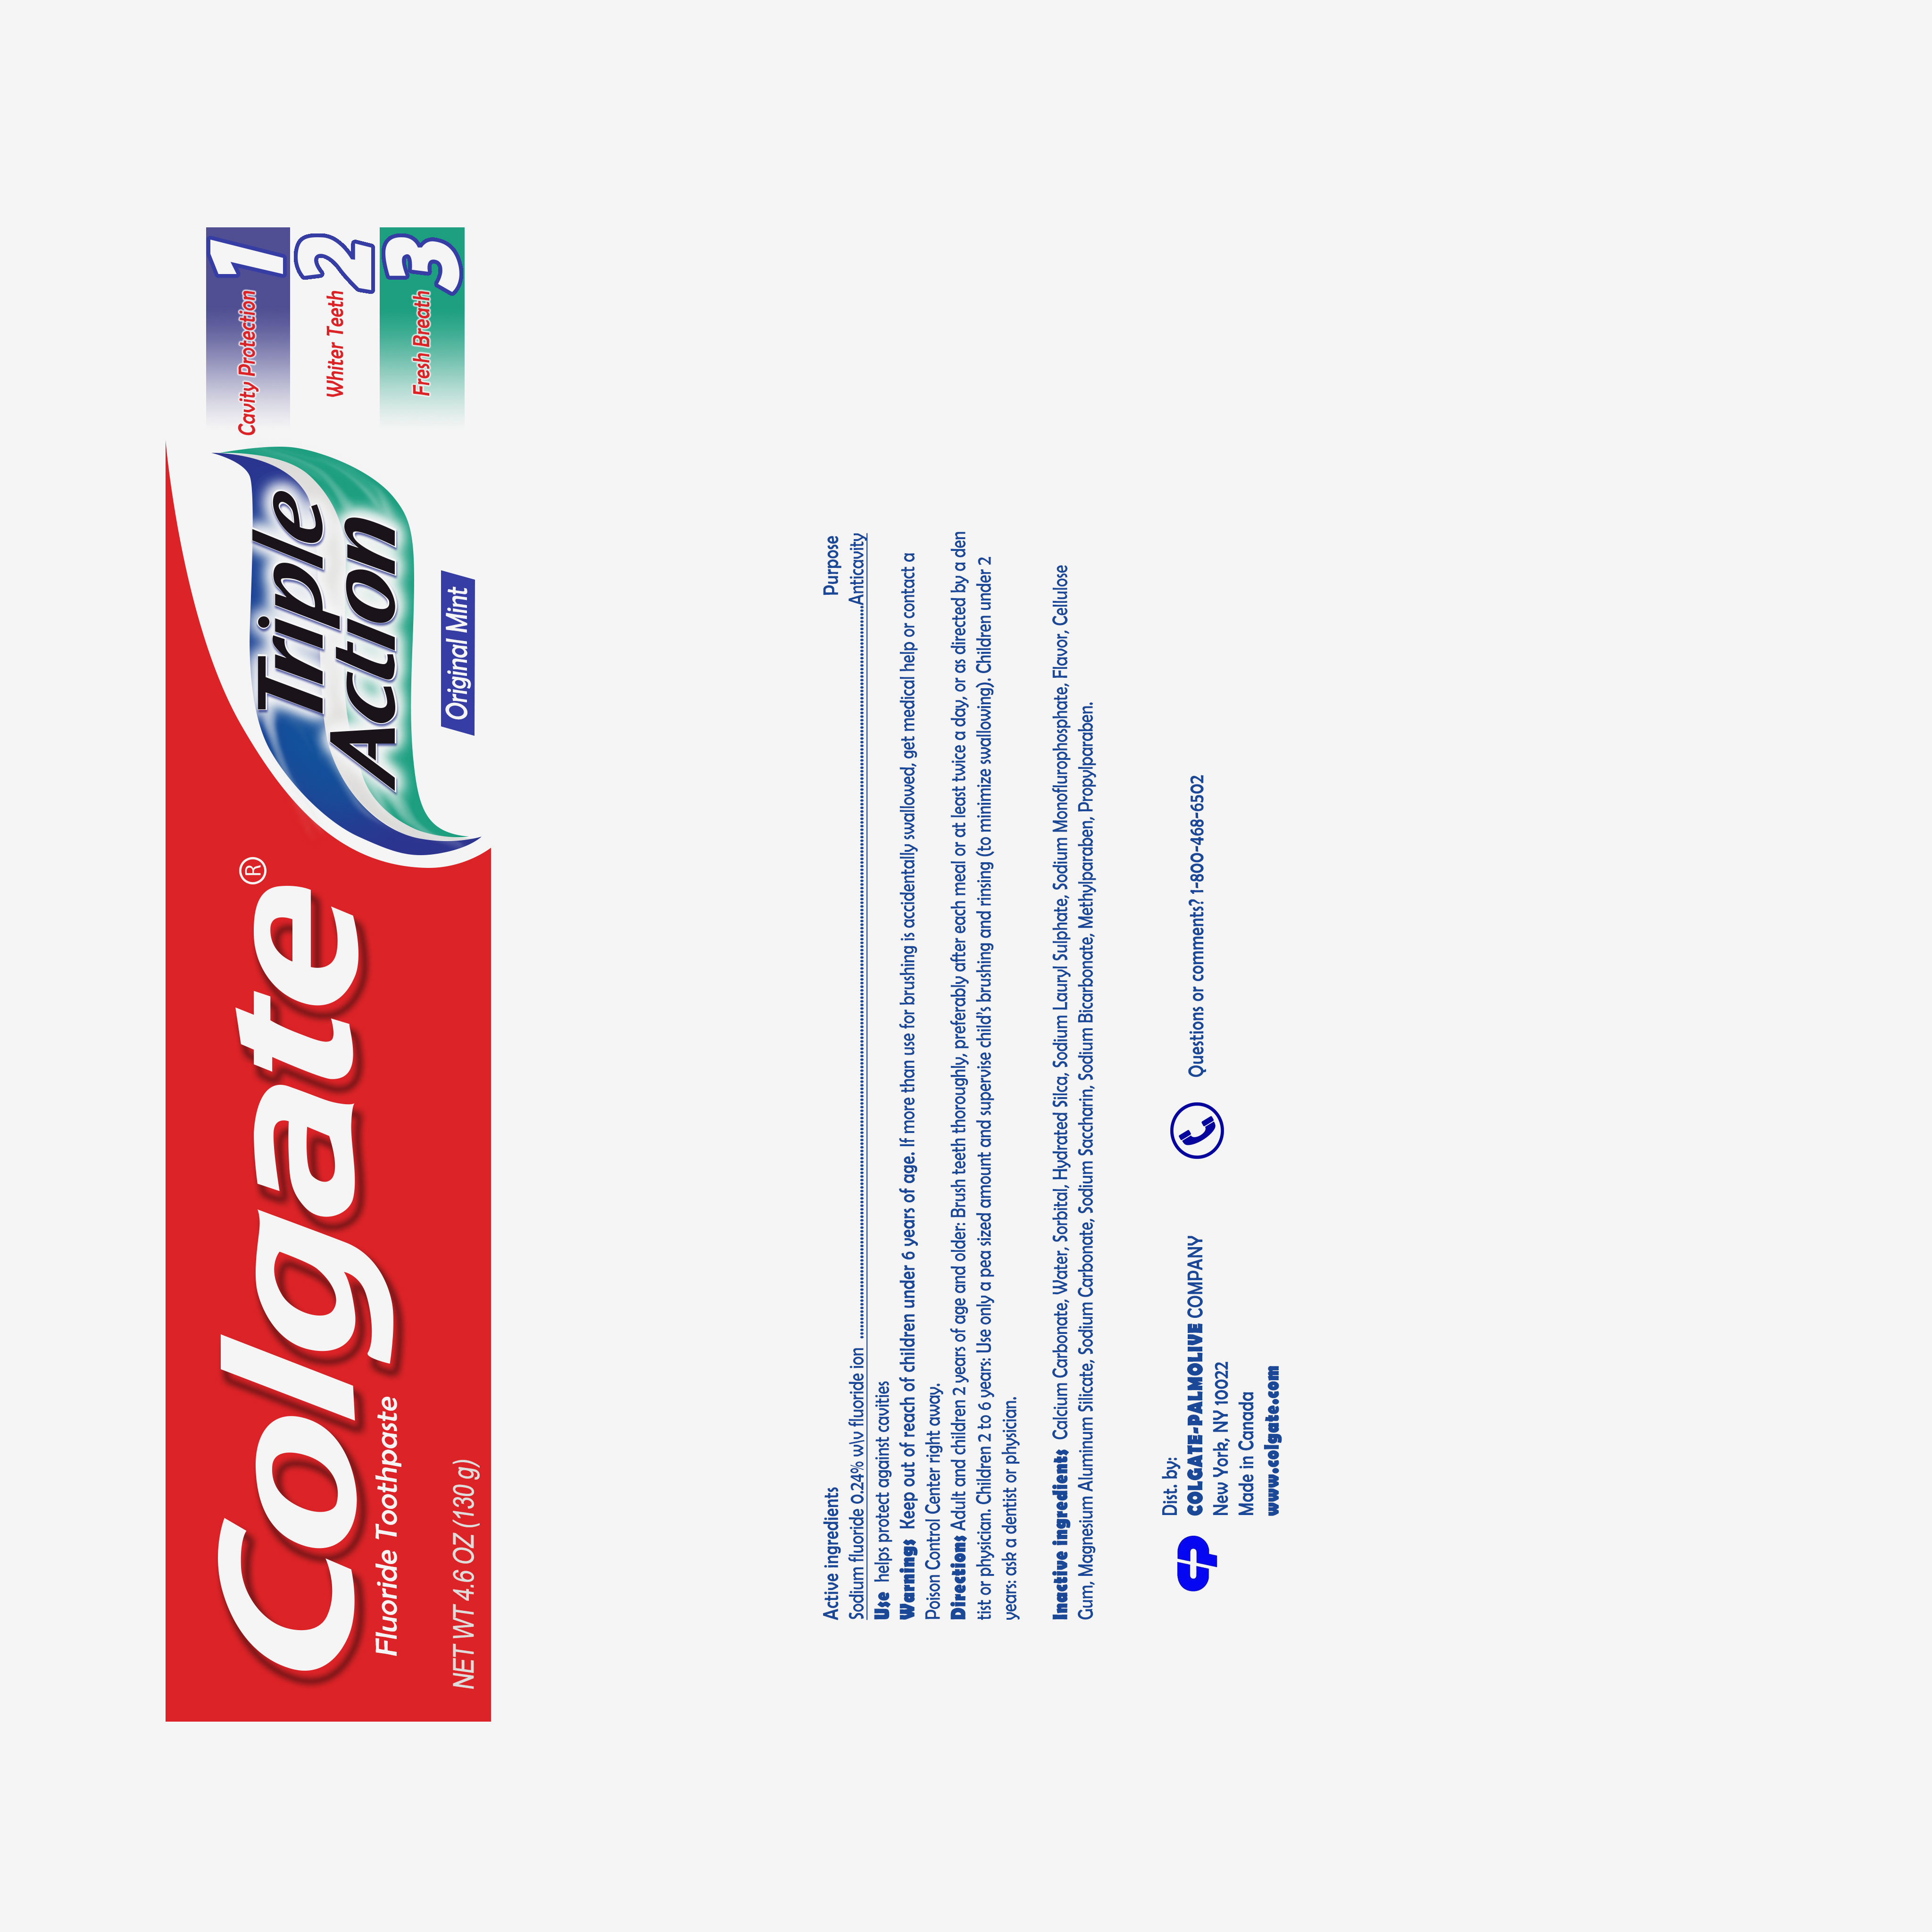 Colgate®
Fluoride Toothpaste
NET WT 4.6 OZ (130 g)
Triple
Action
Original Mint
Cavity Protection 1
Whiter Teeth 2
Fresh Breath 3
Active ingredients Purpose
Sodium fluoride 0.24% w\v fluoride ion ........Anticavity
Use helps protect against cavities
Warnings Keep out of reach of children under 6 years of age. If more than use for brushing is accidentally swallowed, get medical help or contact a
Poison Control Center right away.
Directions Adult and children 2 years of age and older: Brush teeth thoroughly, preferably after each meal or at least twice a day, or as directed by a den
tist or physician. Children 2 to 6 years: Use only a pea sized amount and supervise child's brushing and rinsing (to minimize swallowing). Children under 2
years: ask a dentist or physician.
Inactive ingredients Calcium Carbonate, Water, Sorbital, Hydrated Silca, Sodium Lauryl Sulphate, Sodium Monoflurophosphate, Flavor, Cellulose
Gum, Magnesium Aluminum Silicate, Sodium Carbonate, Sodium Saccharin, Sodium Bicarbonate, Methylparaben, Propylparaben.
CP
Dist. by:
COLGATE-PALMOLIVE COMPANY
New York, NY 10022
Made in Canada
www.colgate.com
Questions or comments? 1-800-468-6502